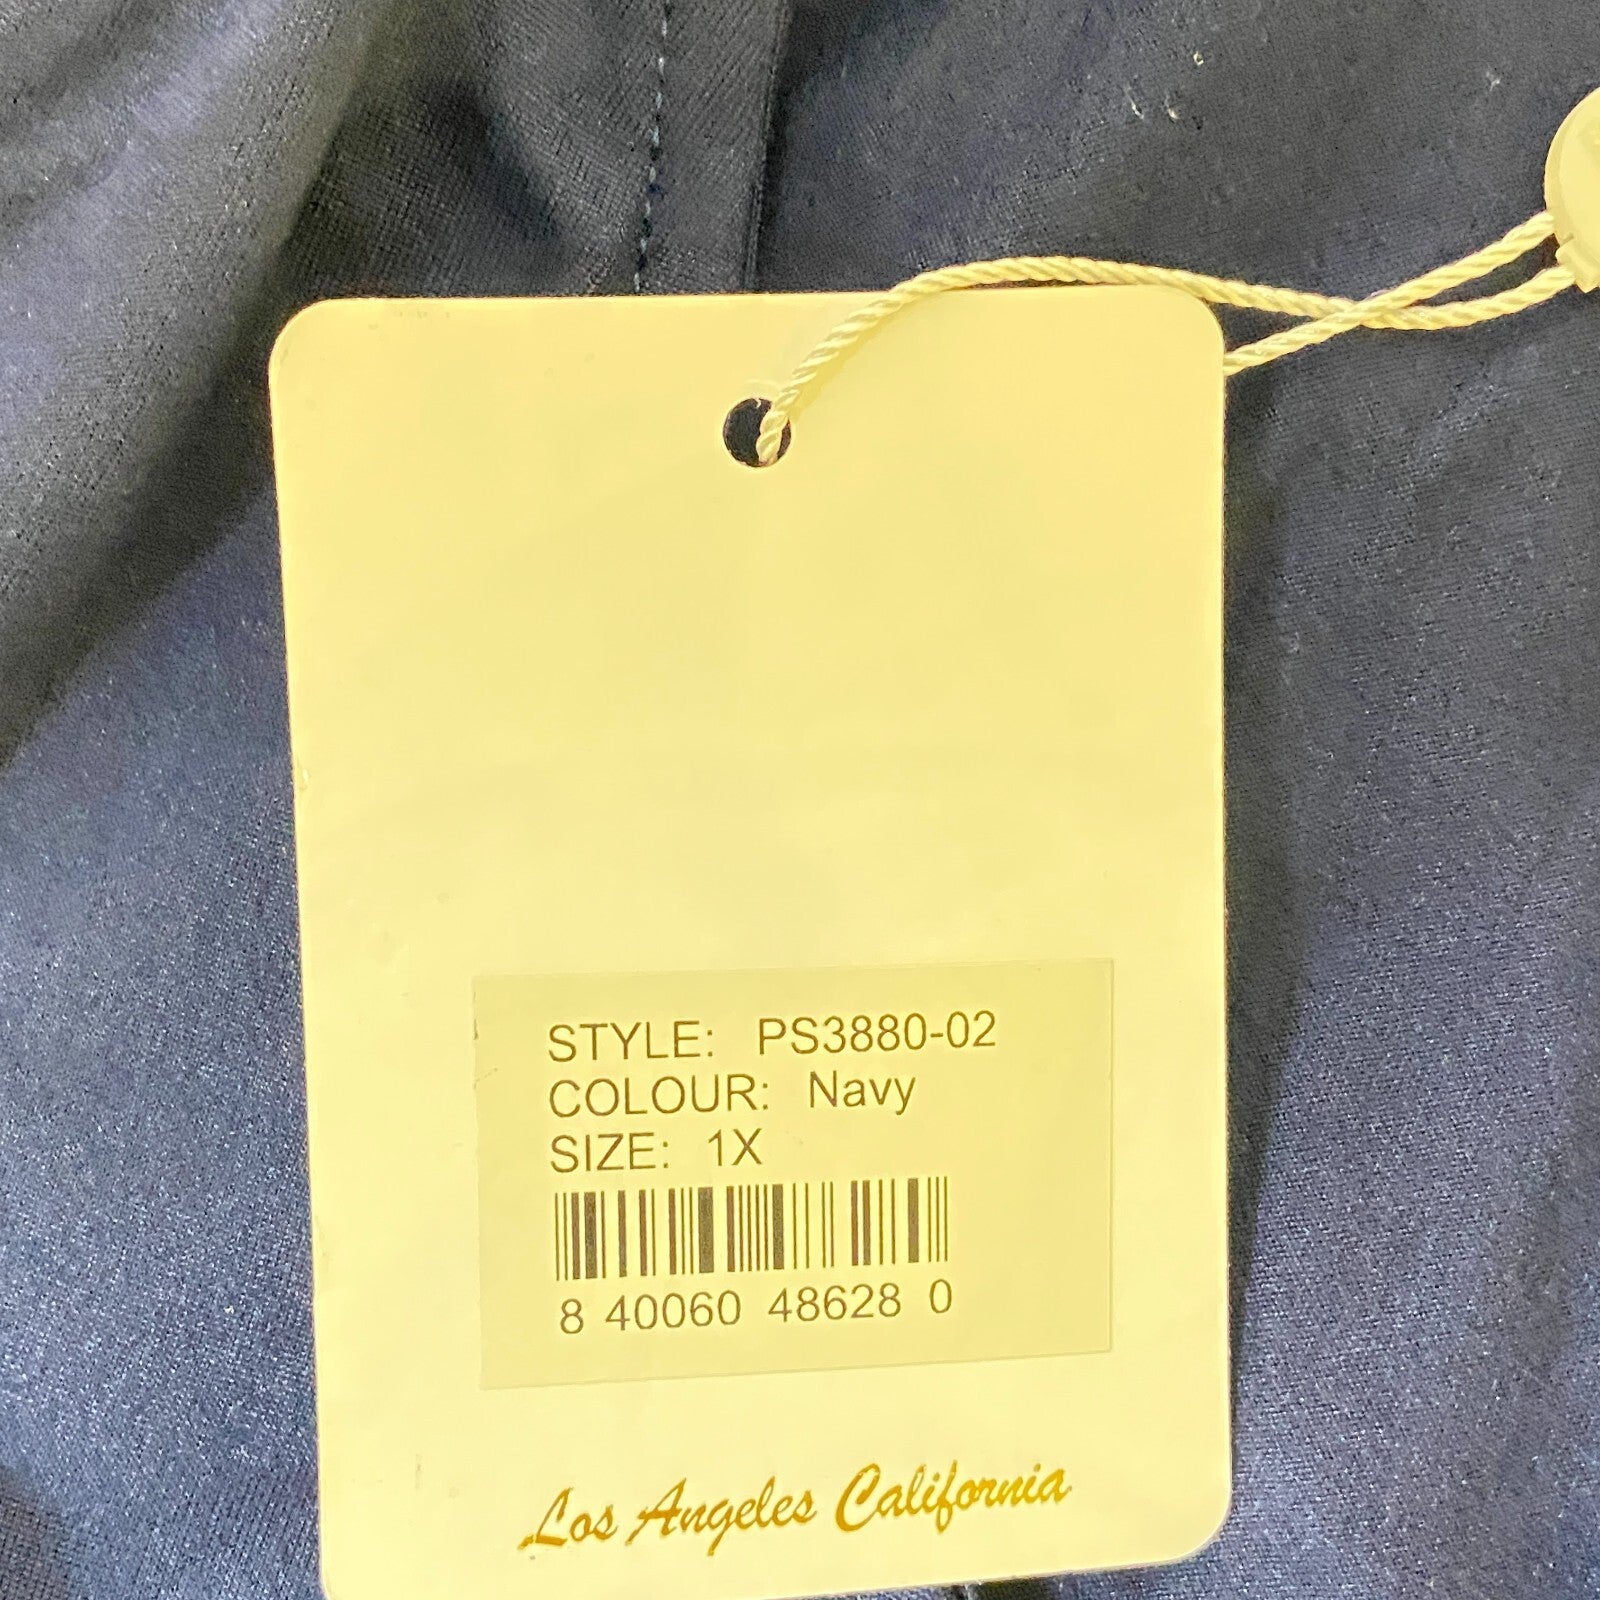 STYLE: PS3880-02
COLOUR: Navy
SIZE: 1X
8 40060 48628 0
Los Angeles California